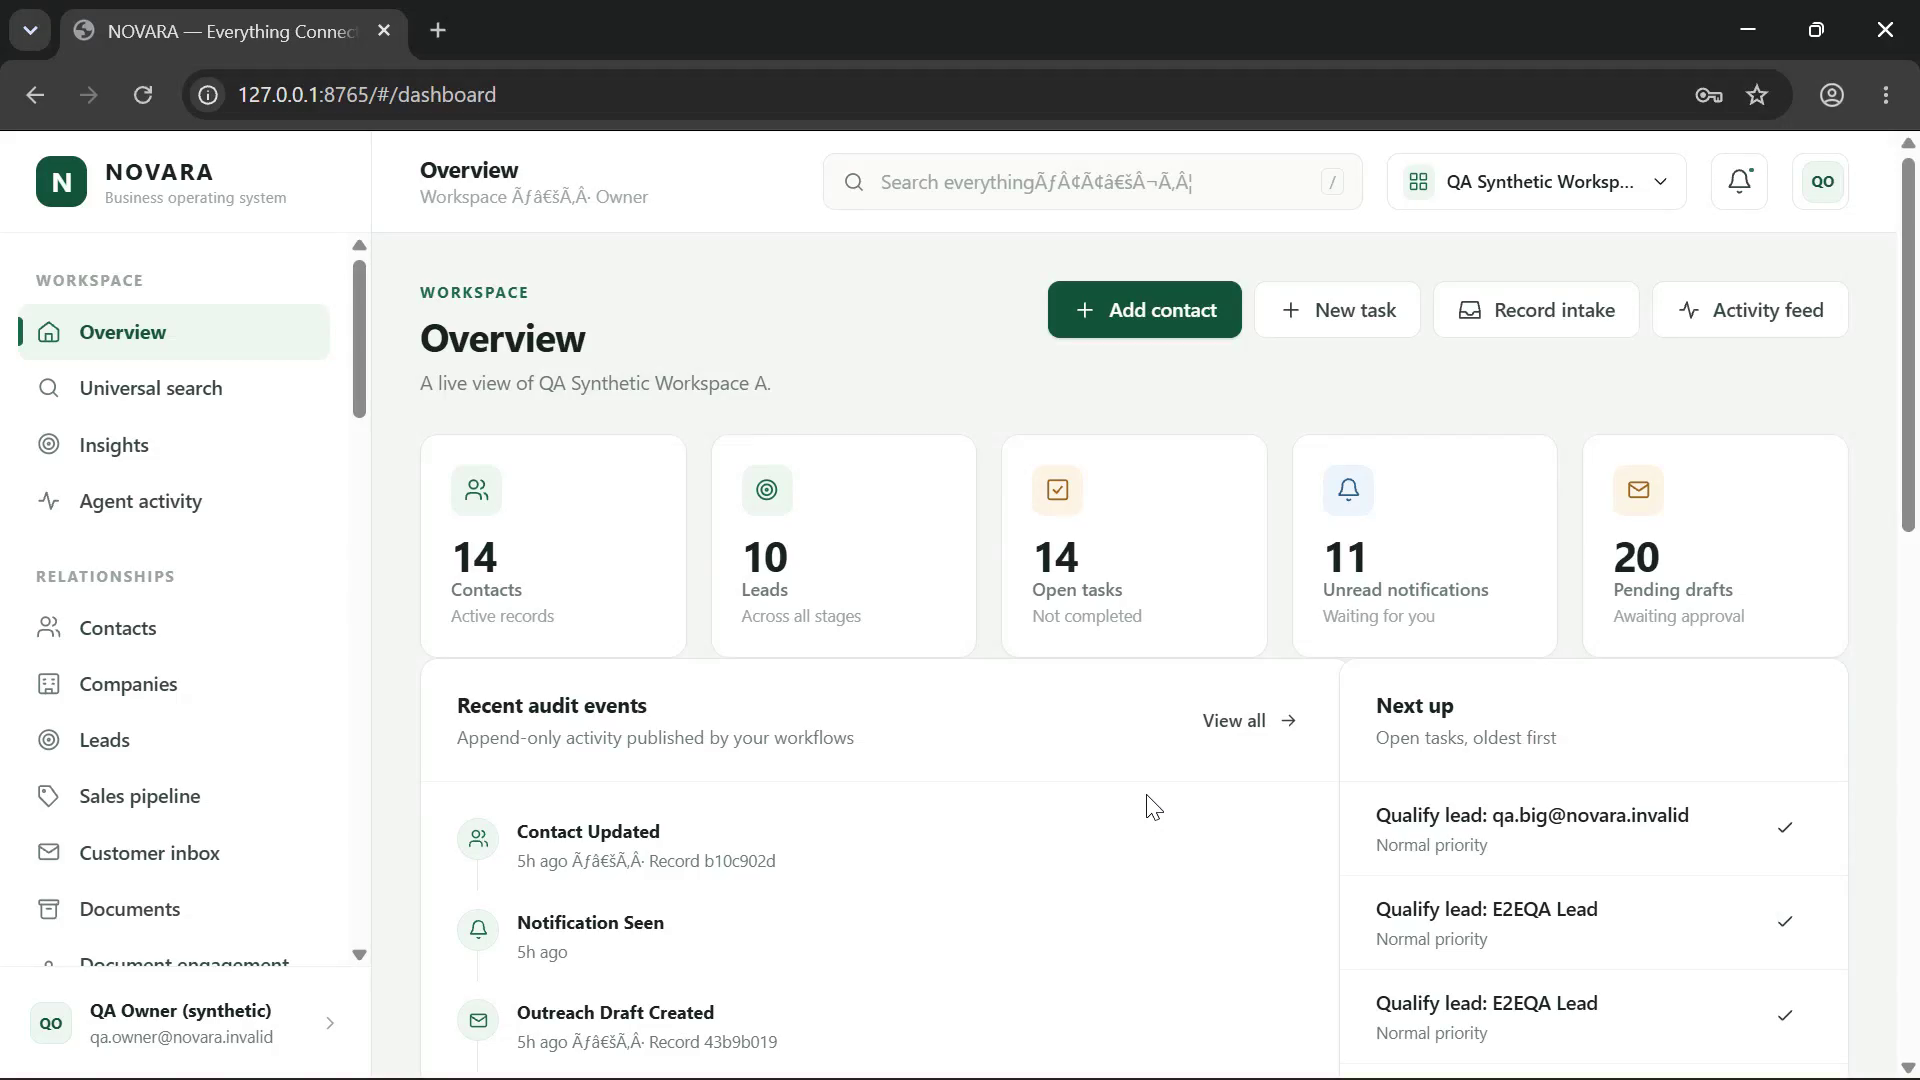 NOVARA — Everything Connect
127.0.0.1:8765/#/dashboard
N
NOVARA
Business operating system
Overview
Workspace Ãƒâ€šÃ‚Â· Owner
Search everythingÃƒÂ¢Ã¢â€šÂ¬Ã‚Â¦
/
QA Synthetic Worksp...
QO
WORKSPACE
Overview
Universal search
Insights
Agent activity
RELATIONSHIPS
Contacts
Companies
Leads
Sales pipeline
Customer inbox
Documents
Document engagement
QO
QA Owner (synthetic)
qa.owner@novara.invalid
WORKSPACE
Overview
A live view of QA Synthetic Workspace A.
Add contact
New task
Record intake
Activity feed
14
Contacts
Active records
10
Leads
Across all stages
14
Open tasks
Not completed
11
Unread notifications
Waiting for you
20
Pending drafts
Awaiting approval
Recent audit events
Append-only activity published by your workflows
View all
Contact Updated
5h ago Ãƒâ€šÃ‚Â· Record b10c902d
Notification Seen
5h ago
Outreach Draft Created
5h ago Ãƒâ€šÃ‚Â· Record 43b9b019
Next up
Open tasks, oldest first
Qualify lead: qa.big@novara.invalid
Normal priority
Qualify lead: E2EQA Lead
Normal priority
Qualify lead: E2EQA Lead
Normal priority